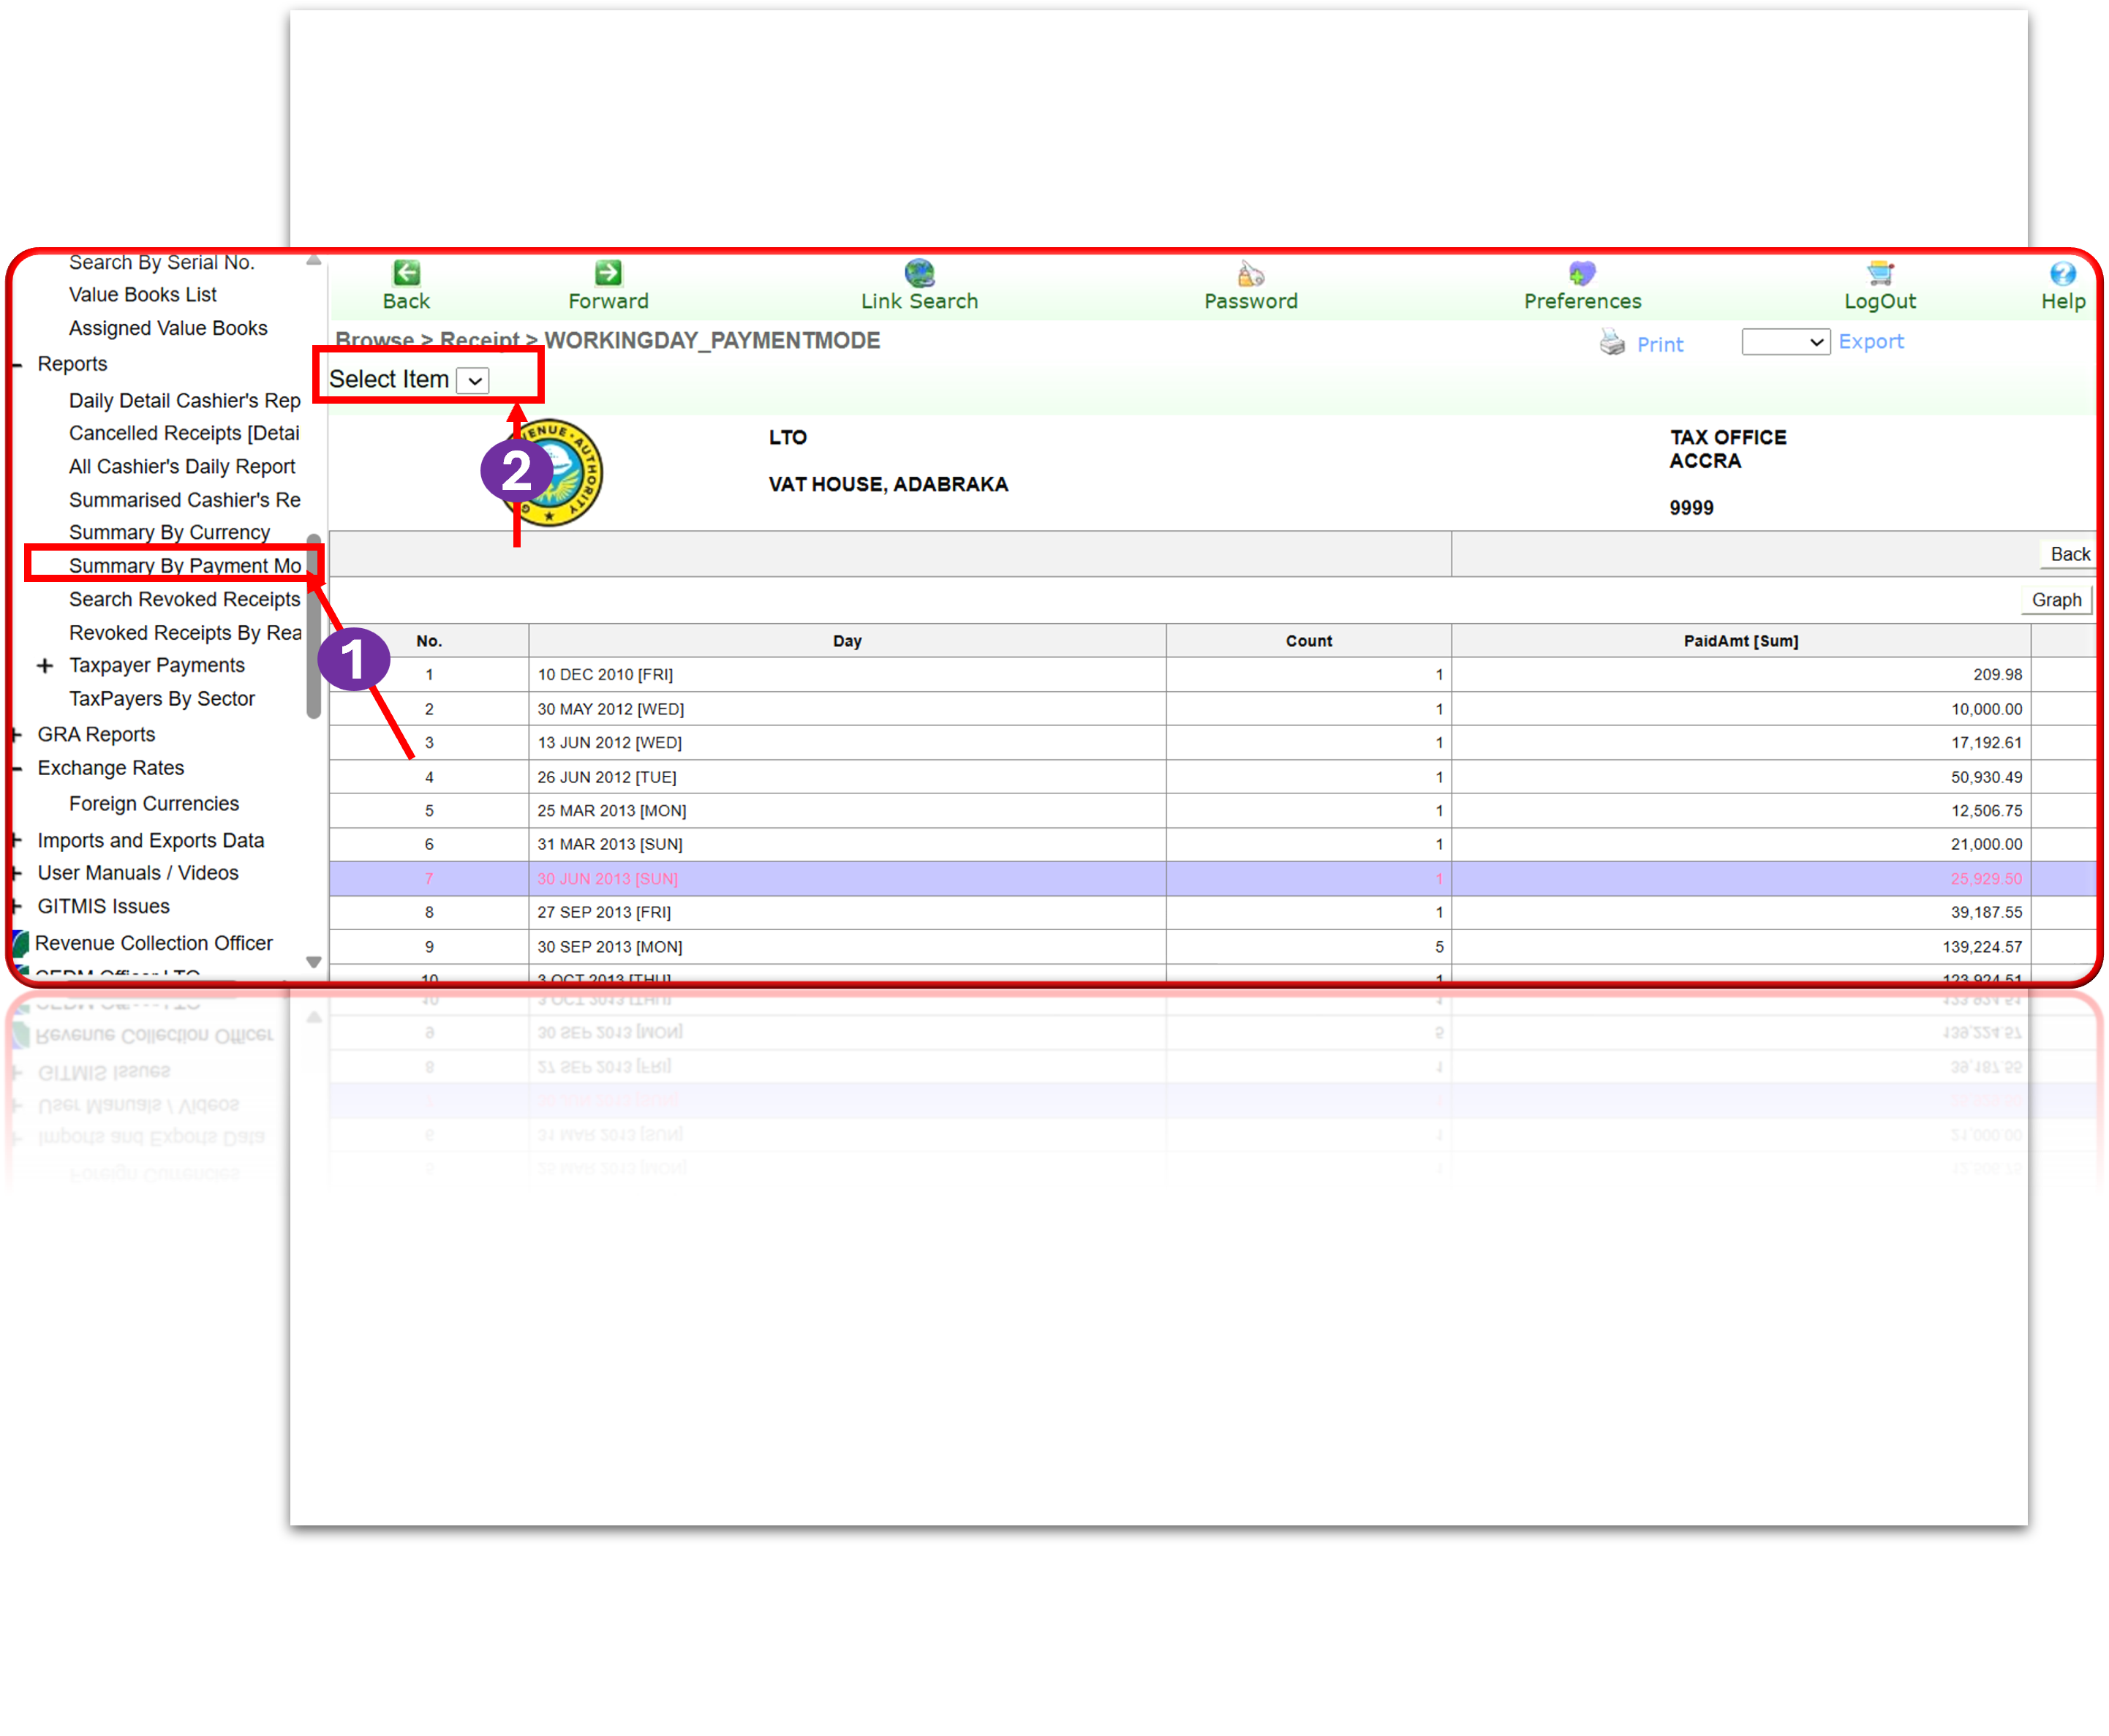 Search By Serial No.
Value Books List
Assigned Value Books
Reports
Daily Detail Cashier's Rep
Cancelled Receipts [Detai
All Cashier's Daily Report
Summarised Cashier's Re
Summary By Currency
Summary By Payment Mo
Search Revoked Receipts
Revoked Receipts By Rea
Taxpayer Payments
TaxPayers By Sector
GRA Reports
Exchange Rates
Foreign Currencies
Imports and Exports Data
User Manuals / Videos
GITMIS Issues
Revenue Collection Officer
Back Forward Link Search Password Preferences LogOut Help
Browse > Receipt > WORKINGDAY_PAYMENTMODE Print Export
Select Item
ENUE AUTHORITY G
1
2
LTO
VAT HOUSE, ADABRAKA
TAX OFFICE
ACCRA
9999
Back
Graph
No. Day Count PaidAmt [Sum]
1 10 DEC 2010 [FRI] 1 209.98
2 30 MAY 2012 [WED] 1 10,000.00
3 13 JUN 2012 [WED] 1 17,192.61
4 26 JUN 2012 [TUE] 1 50,930.49
5 25 MAR 2013 [MON] 1 12,506.75
6 31 MAR 2013 [SUN] 1 21,000.00
7 30 JUN 2013 [SUN] 1 25,929.50
8 27 SEP 2013 [FRI] 1 39,187.55
9 30 SEP 2013 [MON] 5 139,224.57
10 3 OCT 2013 [THU] 1 123,924.51